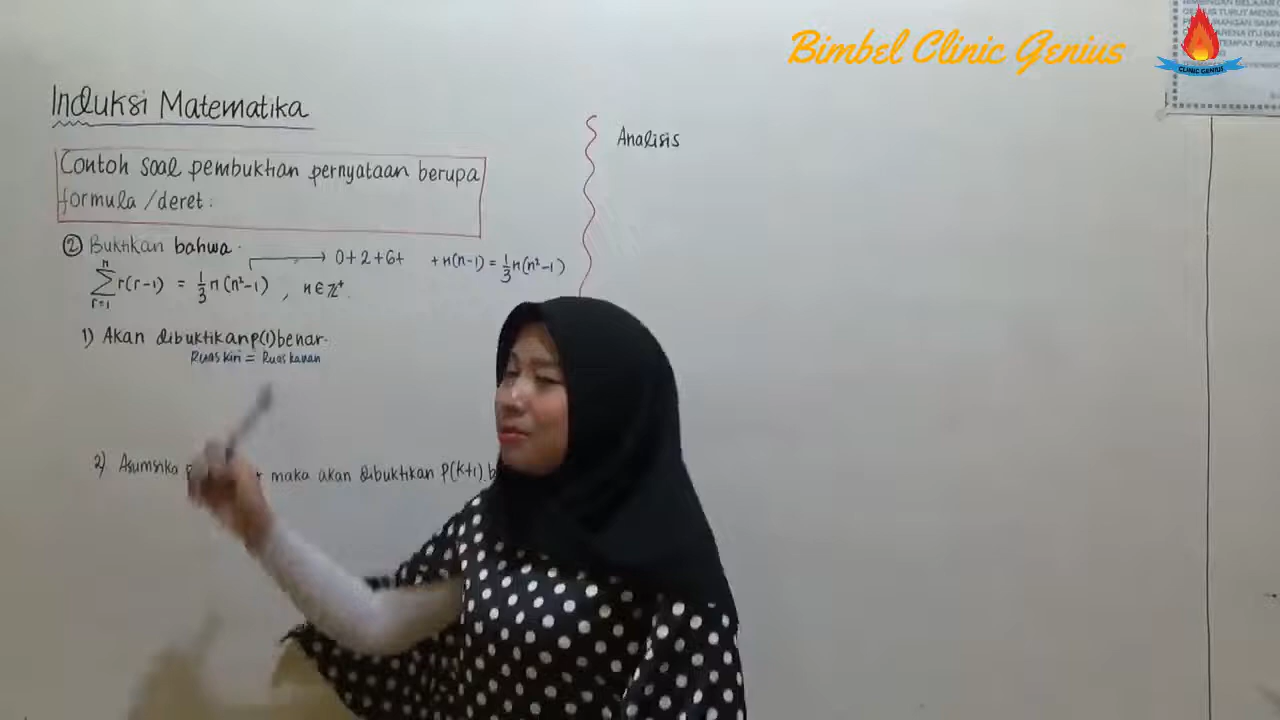 Bimbel Clinic Genius
CLINIC GENIUS
Induksi Matematika
Contoh soal pembuktian pernyataan berupa
formula / deret :
② Buktikan bahwa.
→ 0+2+6+ +n(n-1) = 1/3 n(n²-1)
n
∑ r(r-1) = 1/3 n(n²-1) , n ∈ ℤ⁺.
r=1
1) Akan dibuktikan p(1) benar.
Ruas kiri = Ruas kanan
2) Asumsika maka akan dibuktikan P(k+1)
Analisis